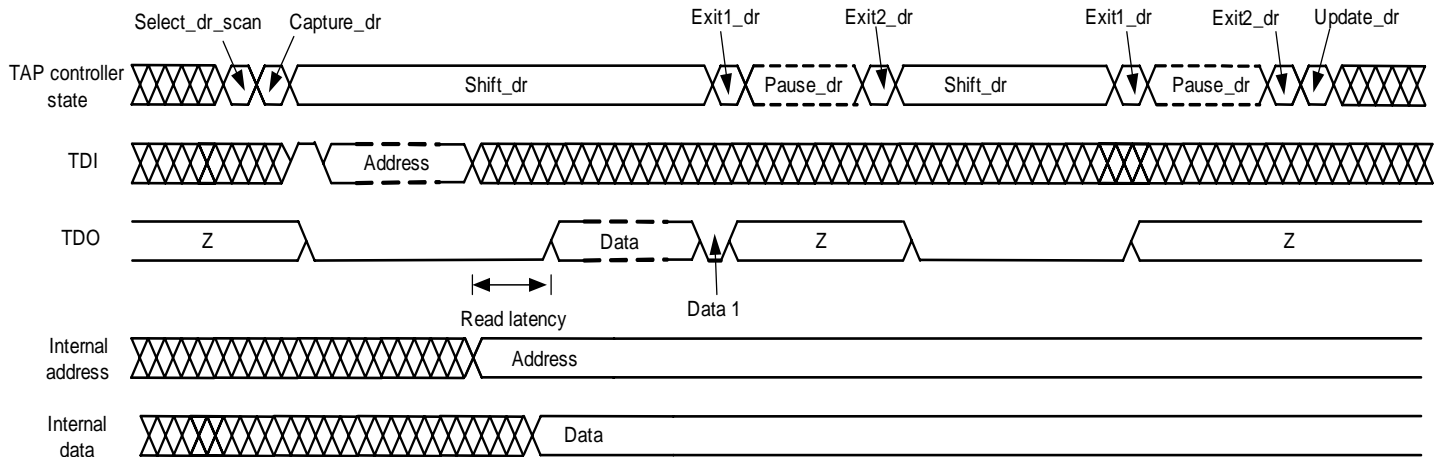 Select_dr_scan
Capture_dr
Exit1_dr
Exit2_dr
Exit1_dr
Exit2_dr
Update_dr
TAP controller
state
Shift_dr
Pause_dr
Shift_dr
Pause_dr
TDI
Address
TDO
Z
Data
Z
Z
Data 1
Read latency
Internal
address
Address
Internal
data
Data